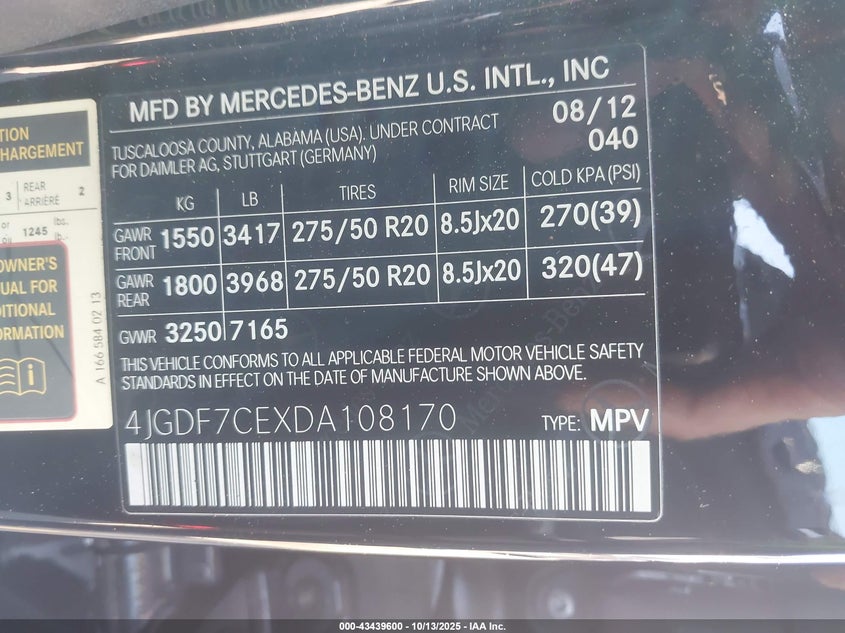 MFD BY MERCEDES-BENZ U.S. INTL., INC
TUSCALOOSA COUNTY, ALABAMA (USA). UNDER CONTRACT
FOR DAIMLER AG, STUTTGART (GERMANY)
08/12
040
KG LB TIRES RIM SIZE COLD KPA (PSI)
GAWR FRONT 1550 3417 275/50 R20 8.5Jx20 270(39)
GAWR REAR 1800 3968 275/50 R20 8.5Jx20 320(47)
GVWR 3250 7165
THIS VEHICLE CONFORMS TO ALL APPLICABLE FEDERAL MOTOR VEHICLE SAFETY
STANDARDS IN EFFECT ON THE DATE OF MANUFACTURE SHOWN ABOVE.
4JGDF7CEXDA108170 TYPE: MPV
TION
HARGEMENT
3 REAR ARRIÈRE 2
or 1245 lbs.
OWNER'S
UAL FOR
DITIONAL
ORMATION
A 166 584 02 13
000-43439600 - 10/13/2025 - IAA Inc.